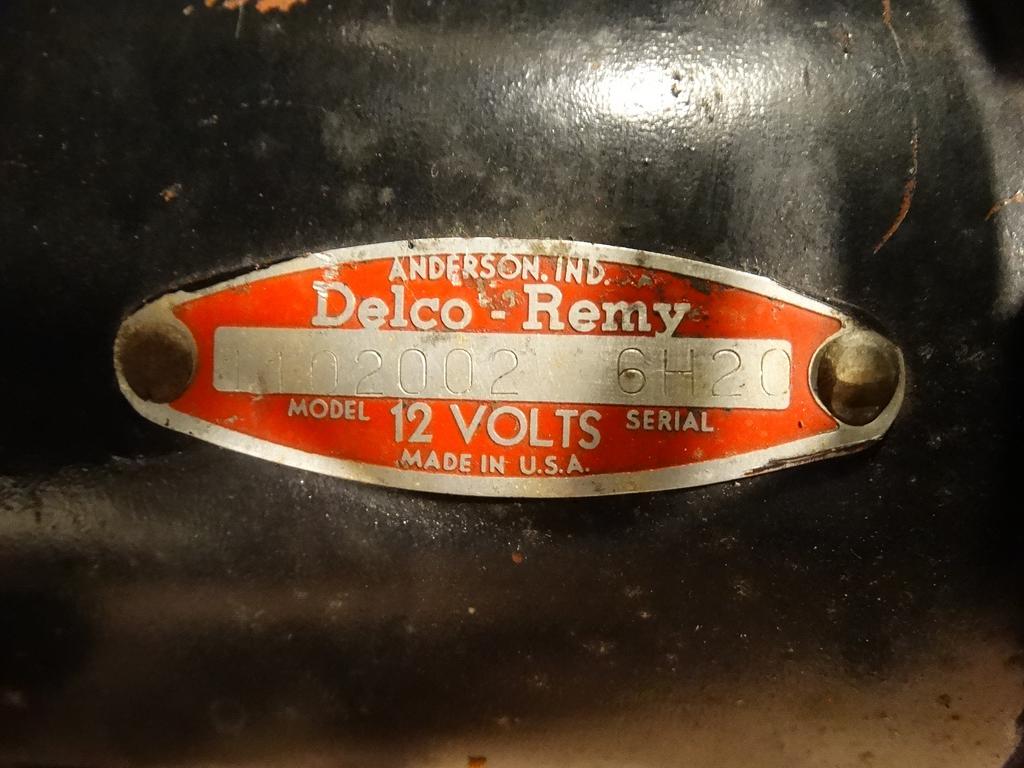 ANDERSON, IND.
Delco - Remy
1102002 6H20
MODEL 12 VOLTS SERIAL
MADE IN U.S.A.